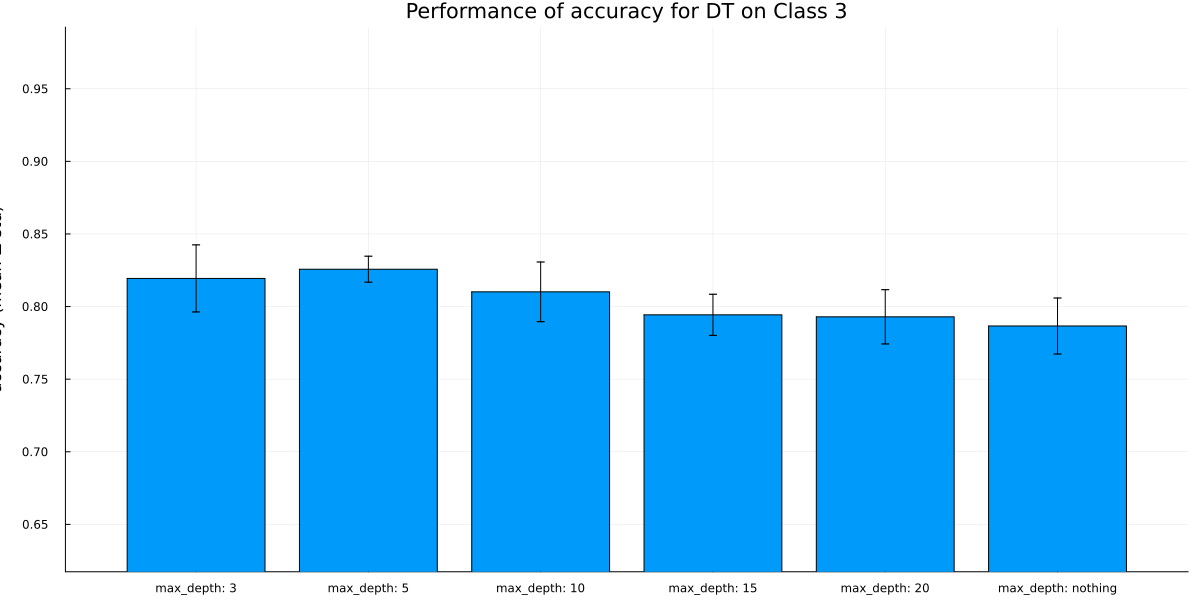 Performance of accuracy for DT on Class 3
0.95
0.90
0.85
0.80
0.75
0.70
0.65
max_depth: 3
max_depth: 5
max_depth: 10
max_depth: 15
max_depth: 20
max_depth: nothing